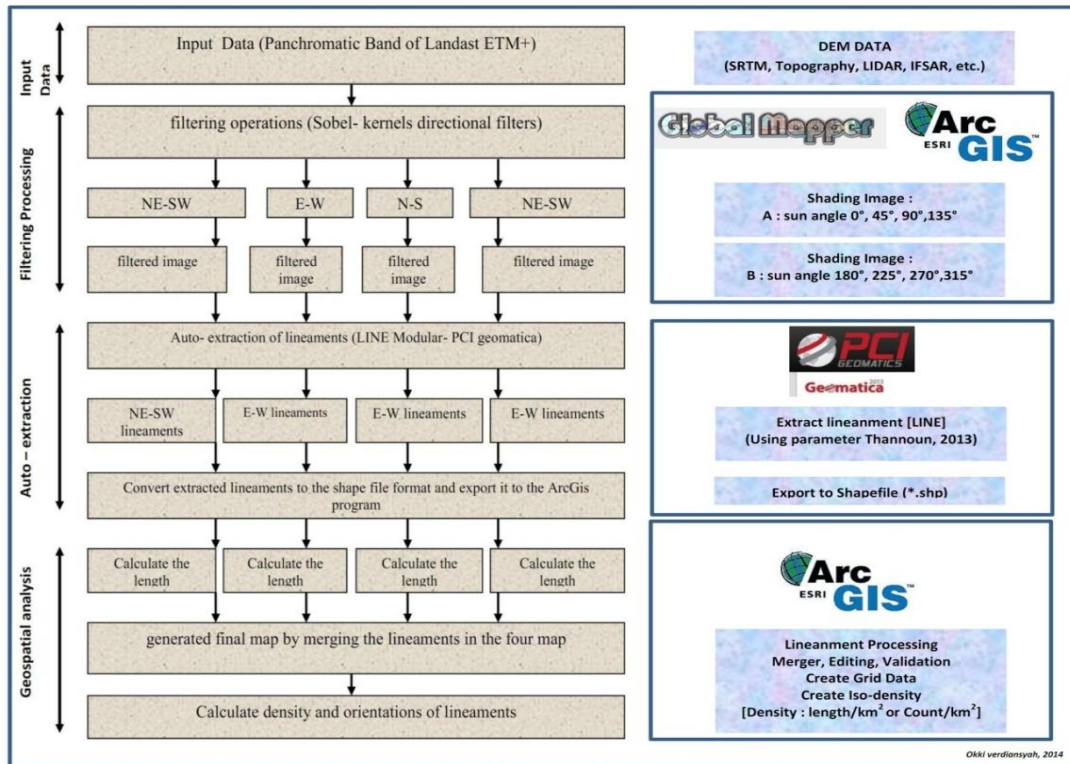 Input
Data
Input Data (Panchromatic Band of Landast ETM+)
Filtering Processing
filtering operations (Sobel- kernels directional filters)
NE-SW
E-W
N-S
NE-SW
filtered image
filtered
image
filtered
image
filtered image
Auto – extraction
Auto- extraction of lineaments (LINE Modular- PCI geomatica)
NE-SW
lineaments
E-W lineaments
E-W lineaments
E-W lineaments
Convert extracted lineaments to the shape file format and export it to the ArcGis
program
Geospatial analysis
Calculate the
length
Calculate the
length
Calculate the
length
Calculate the
length
generated final map by merging the lineaments in the four map
Calculate density and orientations of lineaments
DEM DATA
(SRTM, Topography, LIDAR, IFSAR, etc.)
Global Mapper
Arc
ESRI GIS™
Shading Image :
A : sun angle 0°, 45°, 90°,135°
Shading Image :
B : sun angle 180°, 225°, 270°,315°
PCI
GEOMATICS
Geomatica 2013
Extract lineanment [LINE]
(Using parameter Thannoun, 2013)
Export to Shapefile (*.shp)
Arc
ESRI GIS™
Lineanment Processing
Merger, Editing, Validation
Create Grid Data
Create Iso-density
[Density : length/km² or Count/km²]
Okki verdiansyah, 2014